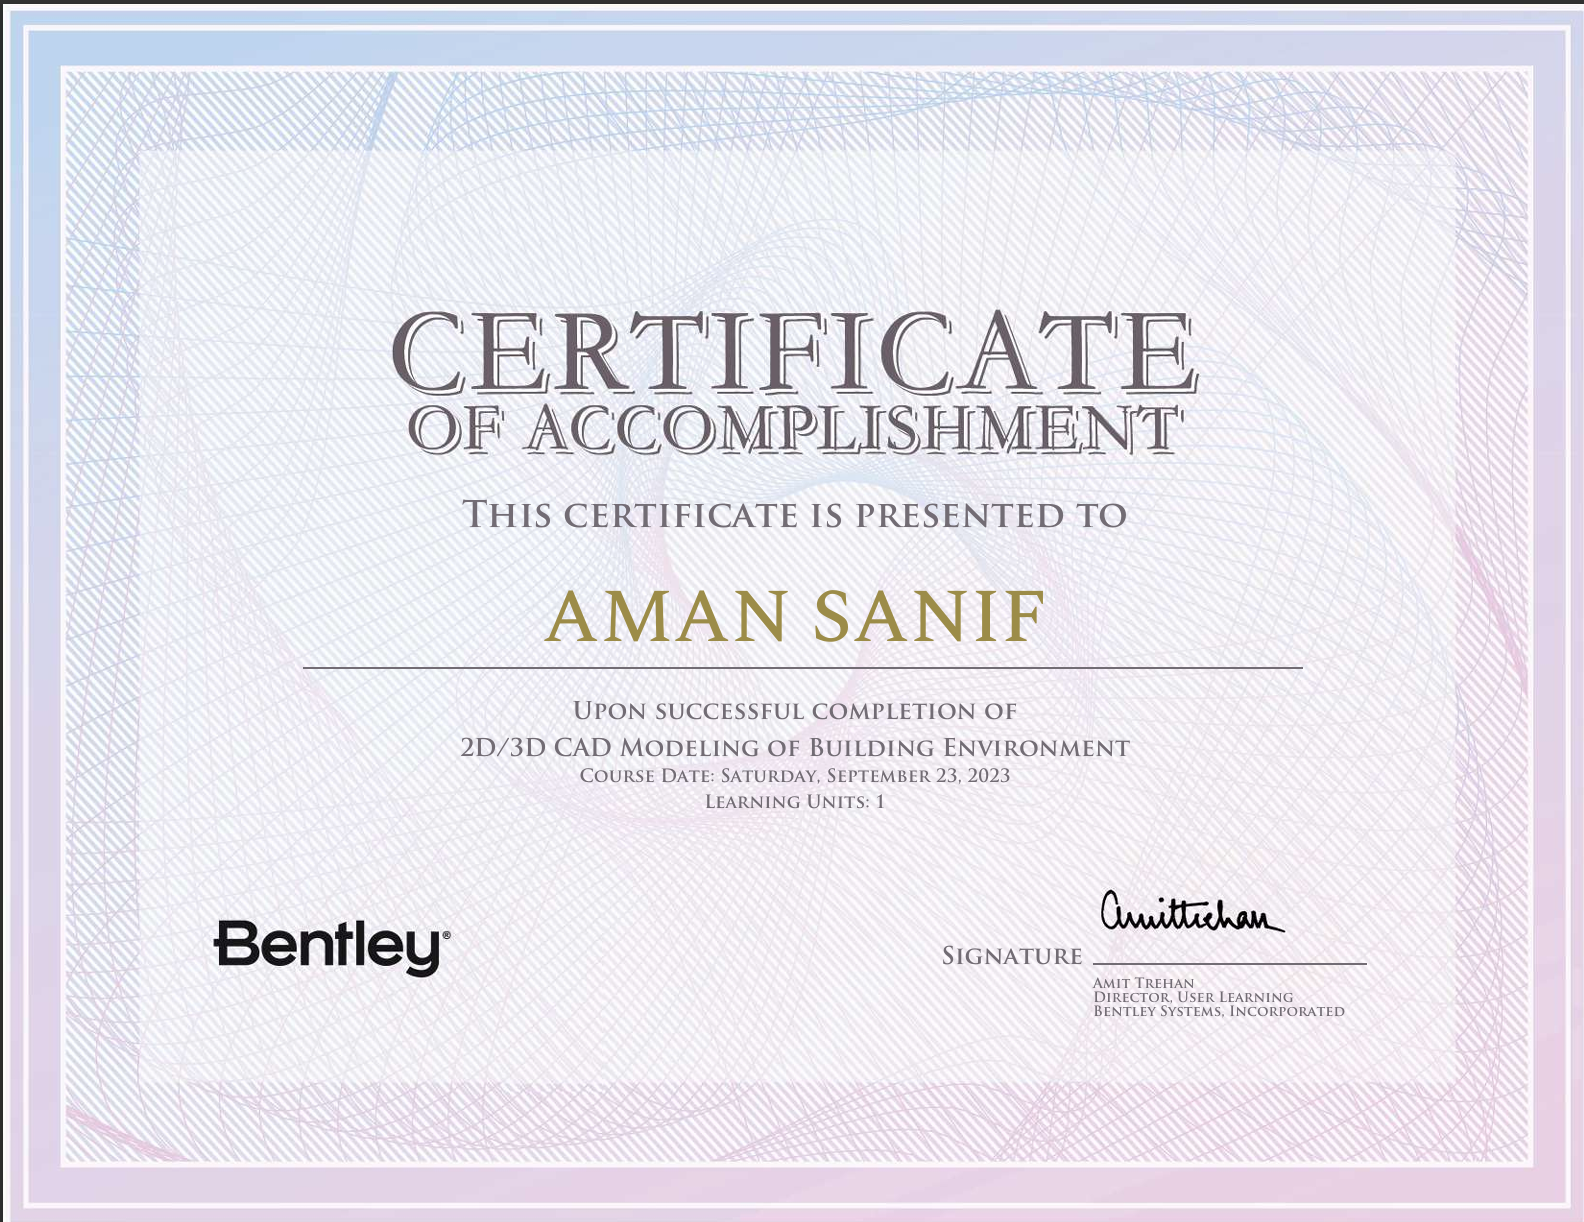 CERTIFICATE
OF ACCOMPLISHMENT
THIS CERTIFICATE IS PRESENTED TO
AMAN SANIF
UPON SUCCESSFUL COMPLETION OF
2D/3D CAD MODELING OF BUILDING ENVIRONMENT
COURSE DATE: SATURDAY, SEPTEMBER 23, 2023
LEARNING UNITS: 1
Bentley®
Amittrehan
SIGNATURE
AMIT TREHAN
DIRECTOR, USER LEARNING
BENTLEY SYSTEMS, INCORPORATED